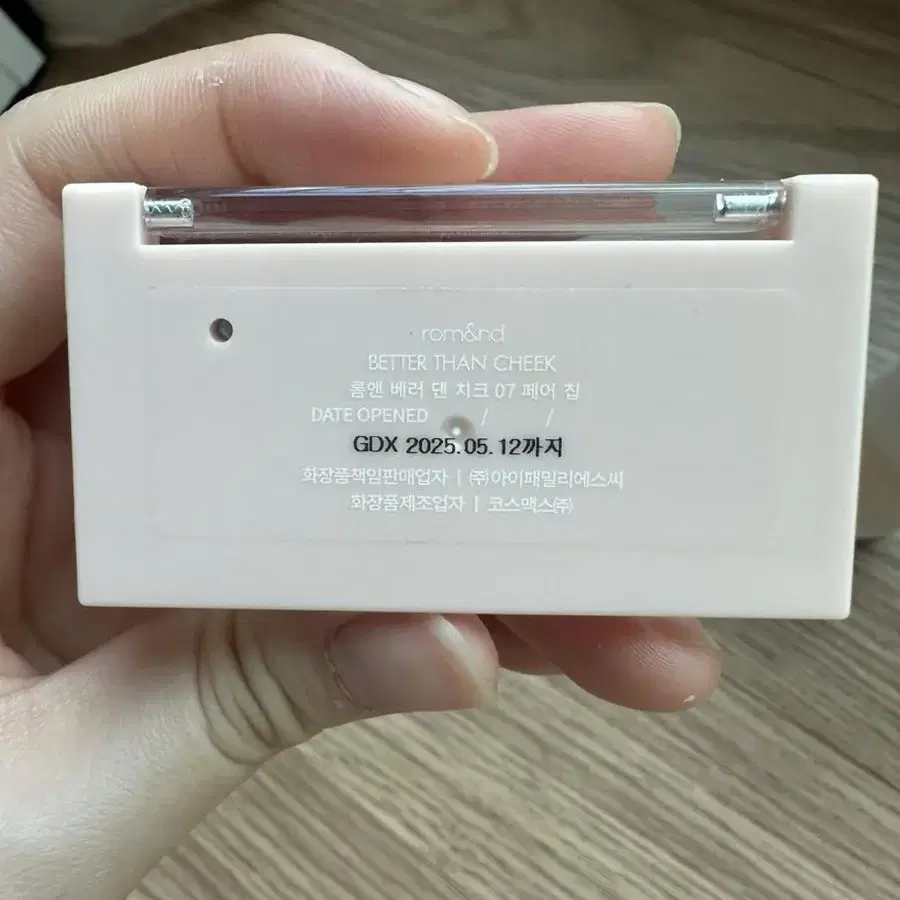 rom&nd
BETTER THAN CHEEK
롬앤 베러 댄 치크 07 페어 칩
DATE OPENED / /
GDX 2025.05.12까지
화장품책임판매업자 | ㈜아이패밀리에스씨
화장품제조업자 | 코스맥스㈜